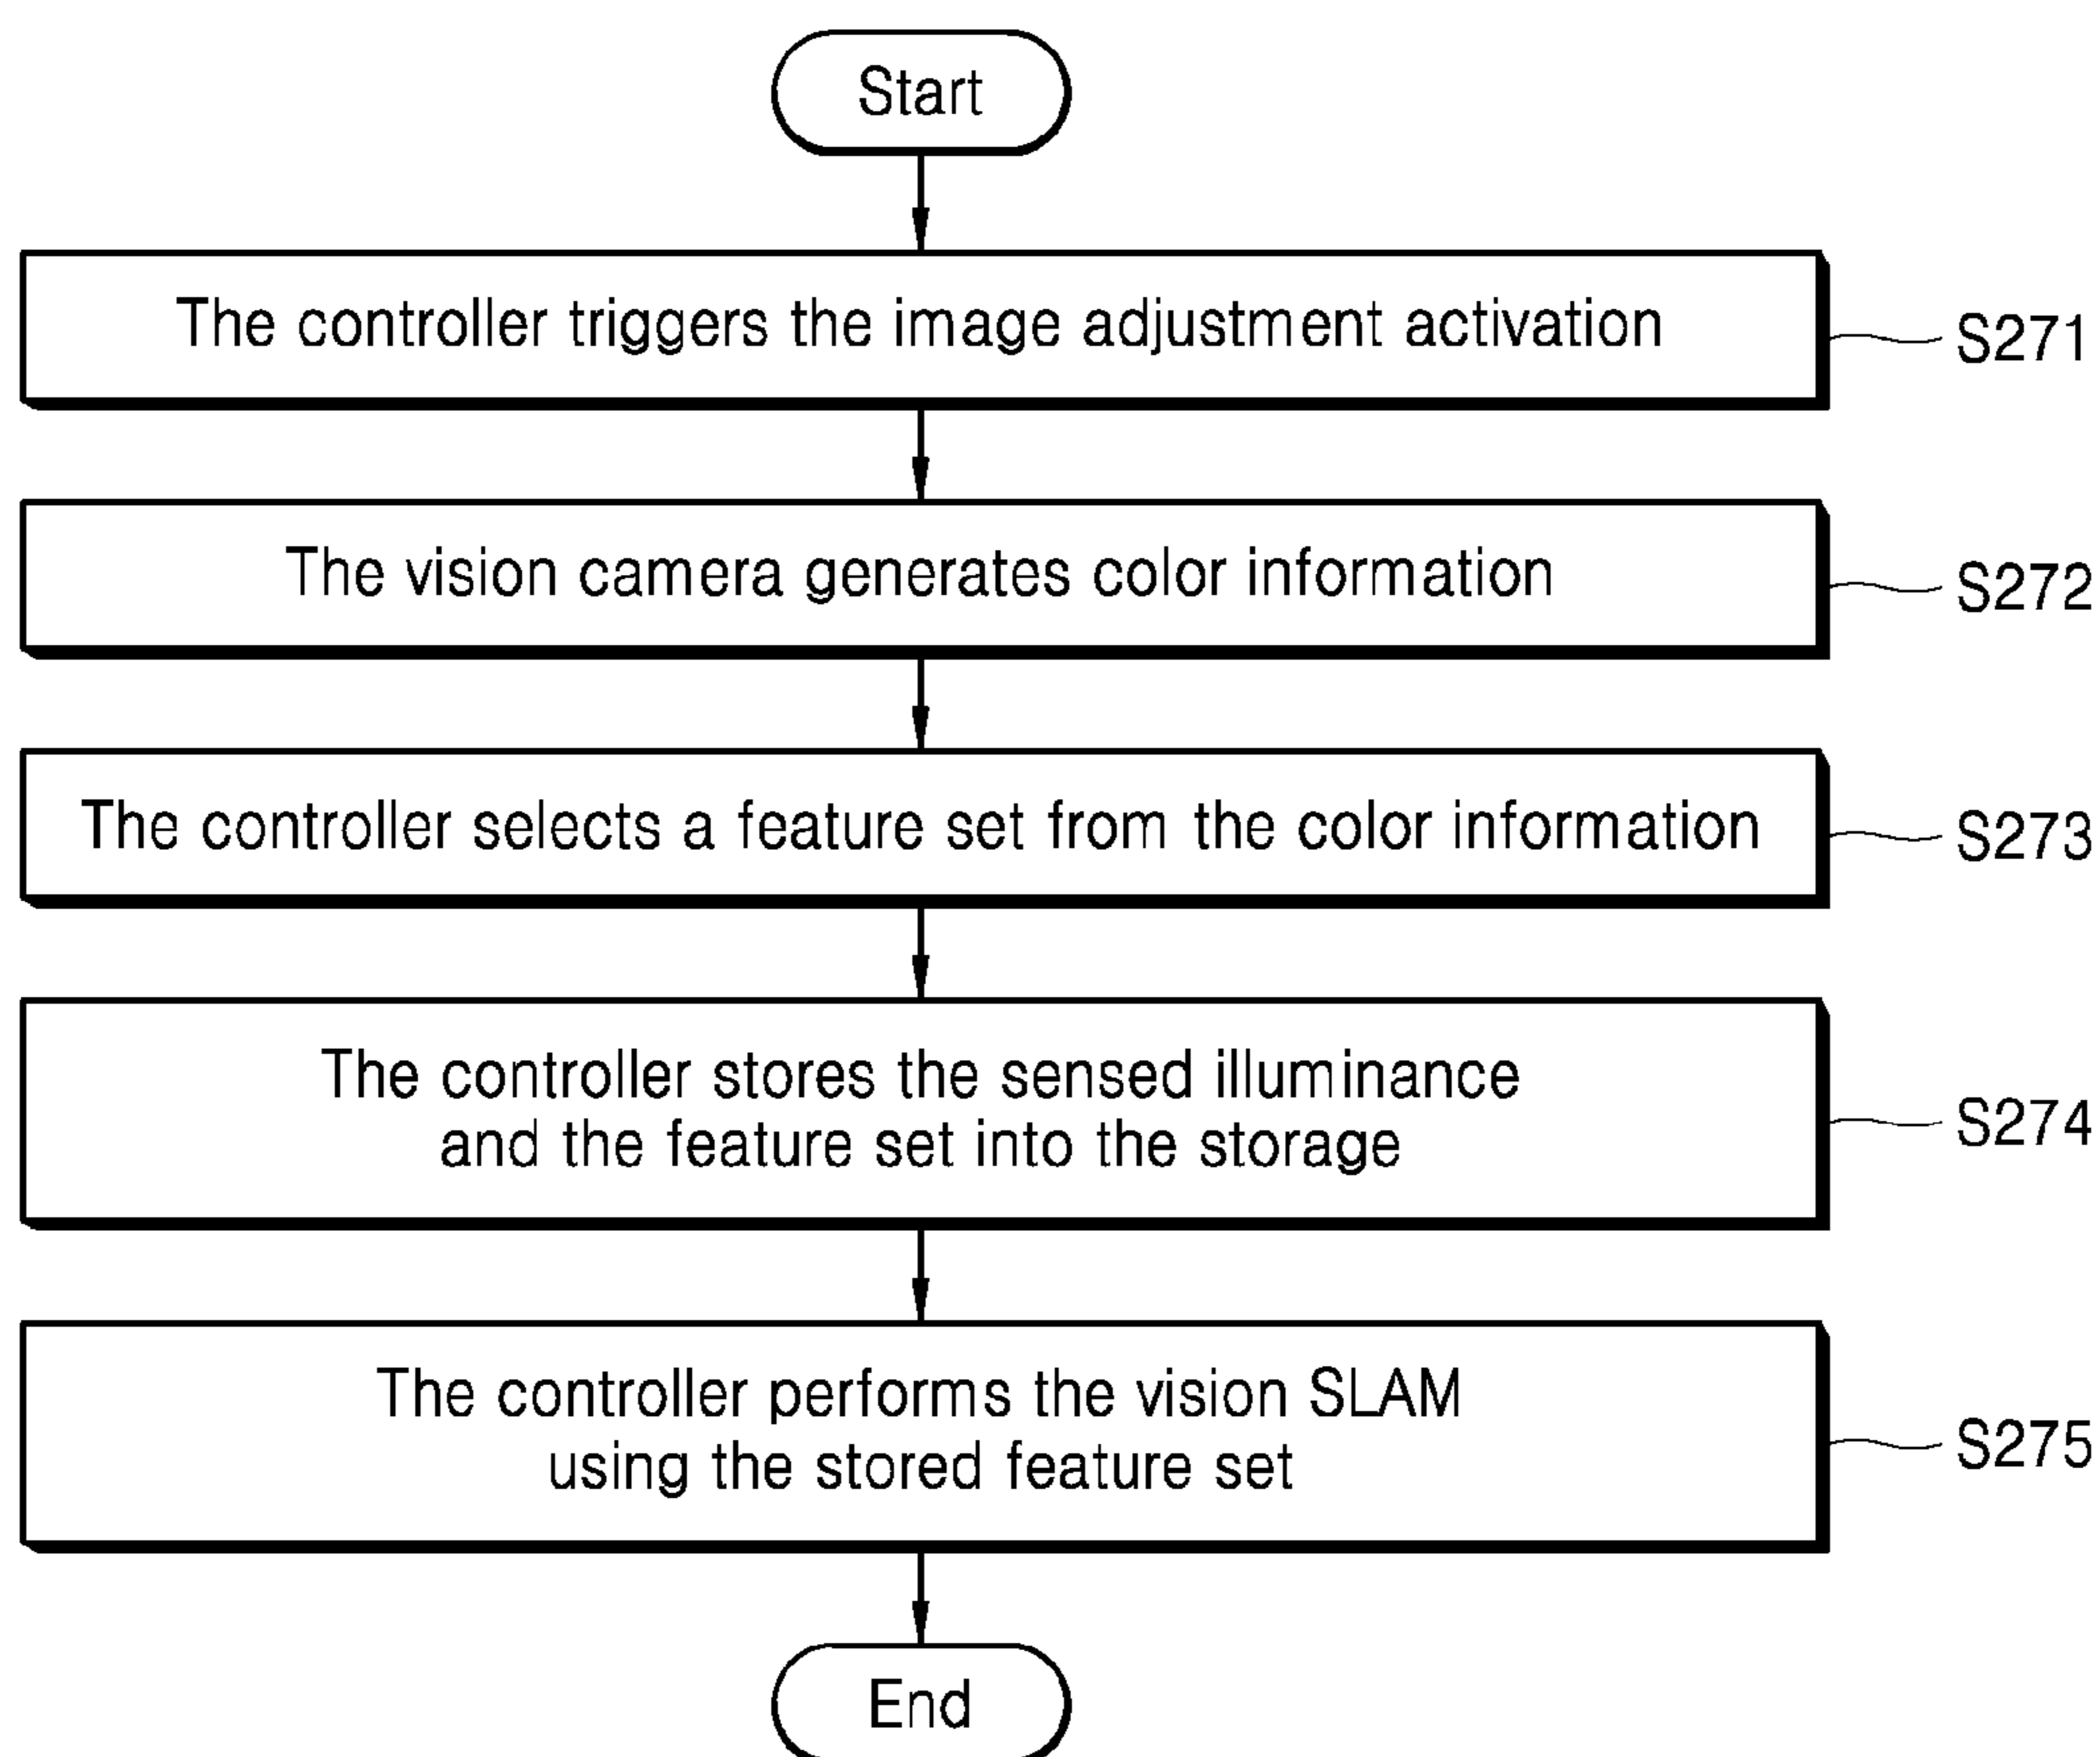 Start
The controller triggers the image adjustment activation
S271
The vision camera generates color information
S272
The controller selects a feature set from the color information
S273
The controller stores the sensed illuminance
and the feature set into the storage
S274
The controller performs the vision SLAM
using the stored feature set
S275
End